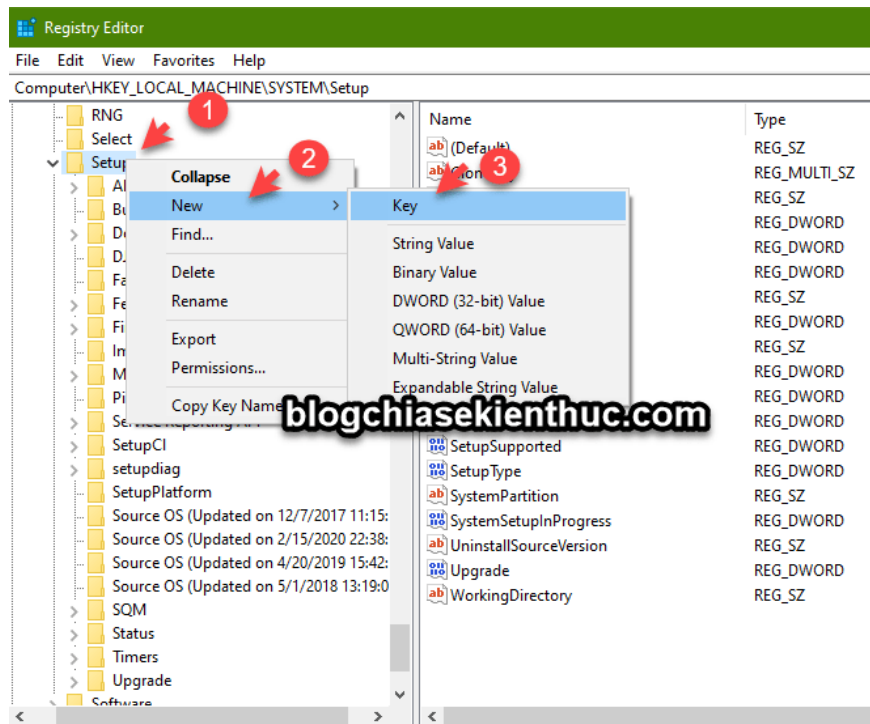 Registry Editor
File Edit View Favorites Help
Computer\HKEY_LOCAL_MACHINE\SYSTEM\Setup
RNG
Select
Setup
SetupCl
setupdiag
SetupPlatform
Source OS (Updated on 12/7/2017 11:15:
Source OS (Updated on 2/15/2020 22:38:
Source OS (Updated on 4/20/2019 15:42:
Source OS (Updated on 5/1/2018 13:19:0
SQM
Status
Timers
Upgrade
Software
1
2
3
Collapse
New
Find...
Delete
Rename
Export
Permissions...
Copy Key Name
Key
String Value
Binary Value
DWORD (32-bit) Value
QWORD (64-bit) Value
Multi-String Value
Expandable String Value
blogchiasekienthuc.com
Name Type
(Default) REG_SZ
REG_MULTI_SZ
REG_SZ
REG_DWORD
REG_DWORD
REG_DWORD
REG_SZ
REG_DWORD
REG_SZ
REG_DWORD
REG_DWORD
REG_DWORD
SetupSupported REG_DWORD
SetupType REG_DWORD
SystemPartition REG_SZ
SystemSetupInProgress REG_DWORD
UninstallSourceVersion REG_SZ
Upgrade REG_DWORD
WorkingDirectory REG_SZ